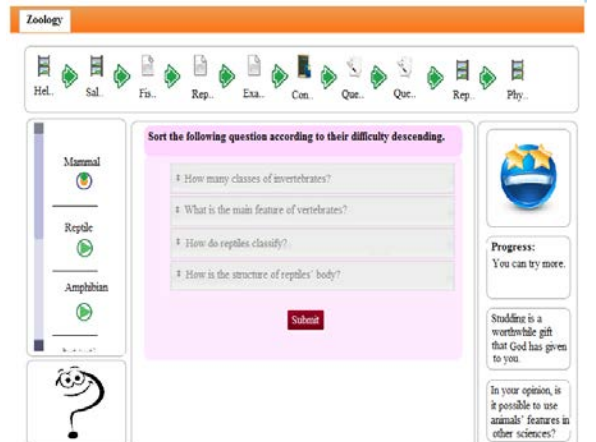 Zoology
Hel.. Sal.. Fis.. Rep.. Exa.. Con.. Que.. Que.. Rep.. Phy..
Mammal
Reptile
Amphibian
Sort the following question according to their difficulty descending.
How many classes of invertebrates?
What is the main feature of vertebrates?
How do reptiles classify?
How is the structure of reptiles' body?
Submit
Progress:
You can try more.
Studding is a
worthwhile gift
that God has given
to you.
In your opinion, is
it possible to use
animals' features in
other sciences?